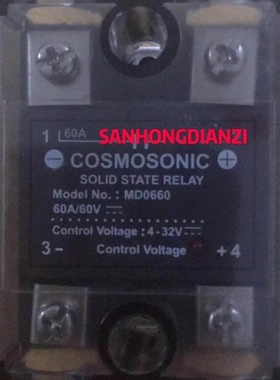 1 60A
SANHONGDIANZI
⊖ COSMOSONIC ⊕
SOLID STATE RELAY
Model No. : MD0660
60A/60V ⎓
Control Voltage : 4-32V ⎓
3 - Control Voltage + 4